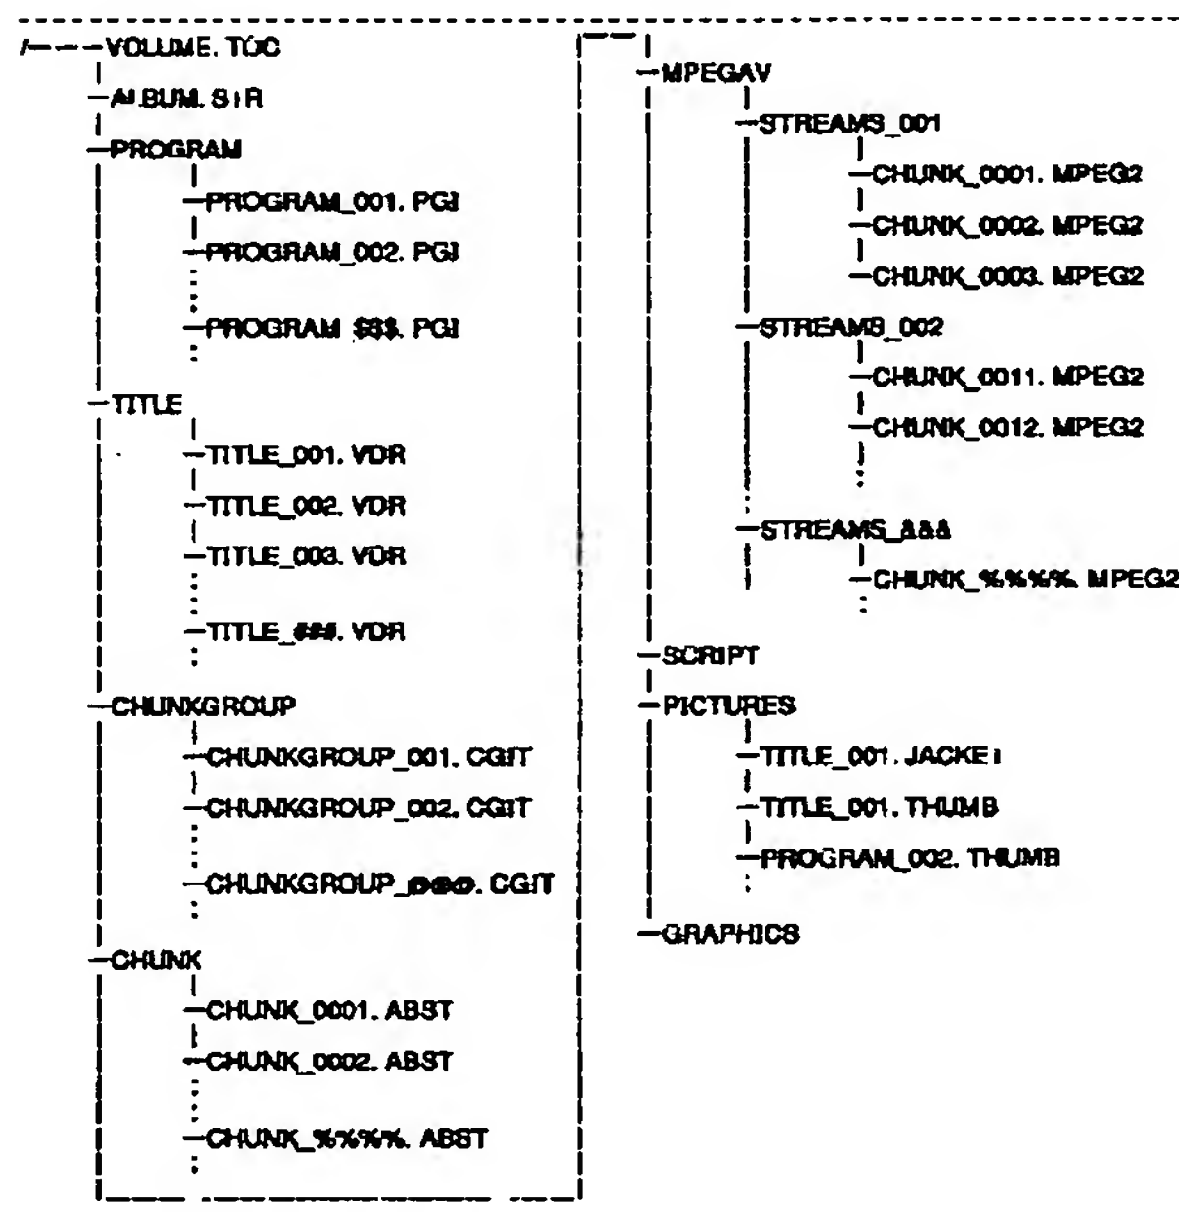 /---VOLUME. TOC
ALBUM. STR
PROGRAM
PROGRAM_001. PGI
PROGRAM_002. PGI
PROGRAM $$$. PGI
TITLE
TITLE_001. VDR
TITLE_002. VDR
TITLE_003. VDR
TITLE_###. VDR
CHUNKGROUP
CHUNKGROUP_001. CGIT
CHUNKGROUP_002. CGIT
CHUNKGROUP_@@@. CGIT
CHUNK
CHUNK_0001. ABST
CHUNK_0002. ABST
CHUNK_%%%%. ABST
MPEGAV
STREAMS_001
CHUNK_0001. MPEG2
CHUNK_0002. MPEG2
CHUNK_0003. MPEG2
STREAMS_002
CHUNK_0011. MPEG2
CHUNK_0012. MPEG2
STREAMS_&&&
CHUNK_%%%%. MPEG2
SCRIPT
PICTURES
TITLE_001. JACKET
TITLE_001. THUMB
PROGRAM_002. THUMB
GRAPHICS